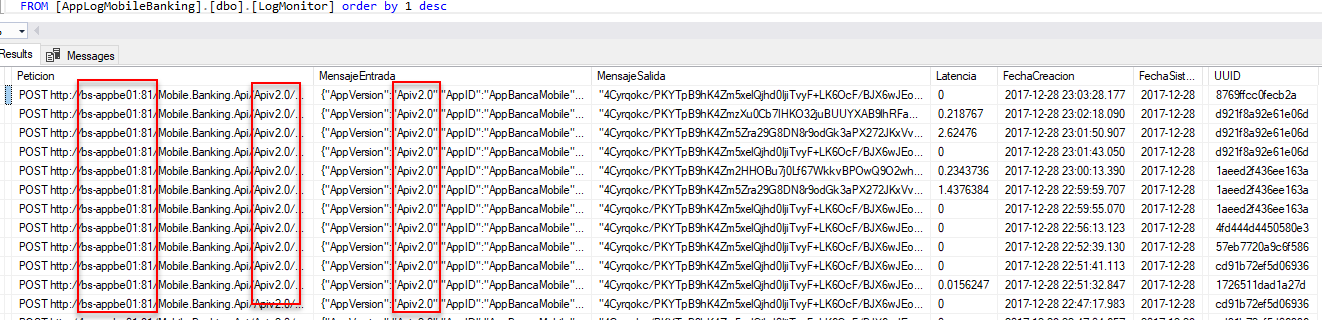 FROM [AppLogMobileBanking].[dbo].[LogMonitor] order by 1 desc
Results Messages
Peticion MensajeEntrada MensajeSalida Latencia FechaCreacion FechaSist... UUID
POST http://bs-appbe01:81/Mobile.Banking.Api/Apiv2.0/... {"AppVersion":"Apiv2.0" "AppID":"AppBancaMobile"... "4Cyrqokc/PKYTpB9hK4Zm5xelQjhd0IjiTvyF+LK6OcF/BJX6wJEo... 0 2017-12-28 23:03:28.177 2017-12-28 8769ffcc0fecb2a
POST http://bs-appbe01:81/Mobile.Banking.Api/Apiv2.0/... {"AppVersion":"Apiv2.0" "AppID":"AppBancaMobile"... "4Cyrqokc/PKYTpB9hK4ZmzXu0Cb7lHKO32juBUUYXAB9lhRFa... 0.218767 2017-12-28 23:02:18.090 2017-12-28 d921f8a92e61e06d
POST http://bs-appbe01:81/Mobile.Banking.Api/Apiv2.0/... {"AppVersion":"Apiv2.0" "AppID":"AppBancaMobile"... "4Cyrqokc/PKYTpB9hK4Zm5Zra29G8DN8r9odGk3aPX272JKxVv... 2.62476 2017-12-28 23:01:50.907 2017-12-28 d921f8a92e61e06d
POST http://bs-appbe01:81/Mobile.Banking.Api/Apiv2.0/... {"AppVersion":"Apiv2.0" "AppID":"AppBancaMobile"... "4Cyrqokc/PKYTpB9hK4Zm5xelQjhd0IjiTvyF+LK6OcF/BJX6wJEo... 0 2017-12-28 23:01:43.050 2017-12-28 d921f8a92e61e06d
POST http://bs-appbe01:81/Mobile.Banking.Api/Apiv2.0/... {"AppVersion":"Apiv2.0" "AppID":"AppBancaMobile"... "4Cyrqokc/PKYTpB9hK4Zm2HHOBu7j0Lf67WkkvBPOwQ9O2wh... 0.2343736 2017-12-28 23:00:13.390 2017-12-28 1aeed2f436ee163a
POST http://bs-appbe01:81/Mobile.Banking.Api/Apiv2.0/... {"AppVersion":"Apiv2.0" "AppID":"AppBancaMobile"... "4Cyrqokc/PKYTpB9hK4Zm5Zra29G8DN8r9odGk3aPX272JKxVv... 1.4376384 2017-12-28 22:59:59.707 2017-12-28 1aeed2f436ee163a
POST http://bs-appbe01:81/Mobile.Banking.Api/Apiv2.0/... {"AppVersion":"Apiv2.0" "AppID":"AppBancaMobile"... "4Cyrqokc/PKYTpB9hK4Zm5xelQjhd0IjiTvyF+LK6OcF/BJX6wJEo... 0 2017-12-28 22:59:55.070 2017-12-28 1aeed2f436ee163a
POST http://bs-appbe01:81/Mobile.Banking.Api/Apiv2.0/... {"AppVersion":"Apiv2.0" "AppID":"AppBancaMobile"... "4Cyrqokc/PKYTpB9hK4Zm5xelQjhd0IjiTvyF+LK6OcF/BJX6wJEo... 0 2017-12-28 22:56:13.123 2017-12-28 4fd444d4450580e3
POST http://bs-appbe01:81/Mobile.Banking.Api/Apiv2.0/... {"AppVersion":"Apiv2.0" "AppID":"AppBancaMobile"... "4Cyrqokc/PKYTpB9hK4Zm5xelQjhd0IjiTvyF+LK6OcF/BJX6wJEo... 0 2017-12-28 22:52:39.130 2017-12-28 57eb7720a9c6f586
POST http://bs-appbe01:81/Mobile.Banking.Api/Apiv2.0/... {"AppVersion":"Apiv2.0" "AppID":"AppBancaMobile"... "4Cyrqokc/PKYTpB9hK4Zm5xelQjhd0IjiTvyF+LK6OcF/BJX6wJEo... 0 2017-12-28 22:51:41.113 2017-12-28 cd91b72ef5d06936
POST http://bs-appbe01:81/Mobile.Banking.Api/Apiv2.0/... {"AppVersion":"Apiv2.0" "AppID":"AppBancaMobile"... "4Cyrqokc/PKYTpB9hK4Zm5xelQjhd0IjiTvyF+LK6OcF/BJX6wJEo... 0.0156247 2017-12-28 22:51:32.847 2017-12-28 1726511dad1a27d
POST http://bs-appbe01:81/Mobile.Banking.Api/Apiv2.0/... {"AppVersion":"Apiv2.0" "AppID":"AppBancaMobile"... "4Cyrqokc/PKYTpB9hK4Zm5xelQjhd0IjiTvyF+LK6OcF/BJX6wJEo... 0 2017-12-28 22:47:17.983 2017-12-28 cd91b72ef5d06936